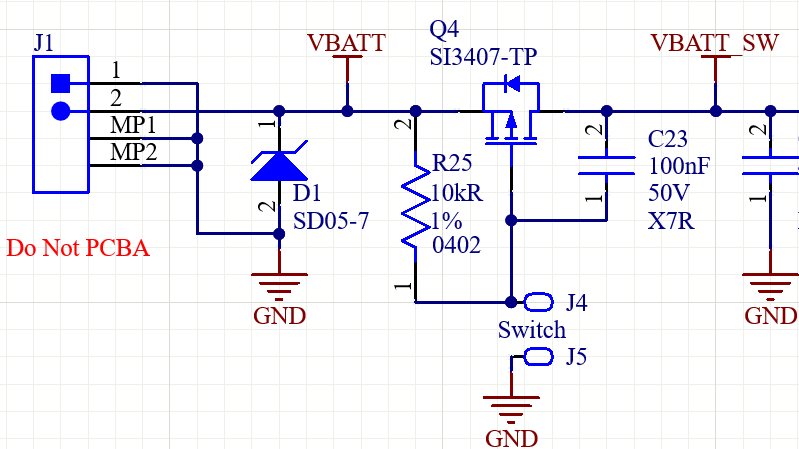 J1
1
2
MP1
MP2
Do Not PCBA
VBATT
1
D1
SD05-7
2
GND
2
R25
10kR
1%
0402
1
Q4
SI3407-TP
VBATT_SW
2
C23
100nF
50V
X7R
1
2
1
GND
J4
Switch
J5
GND